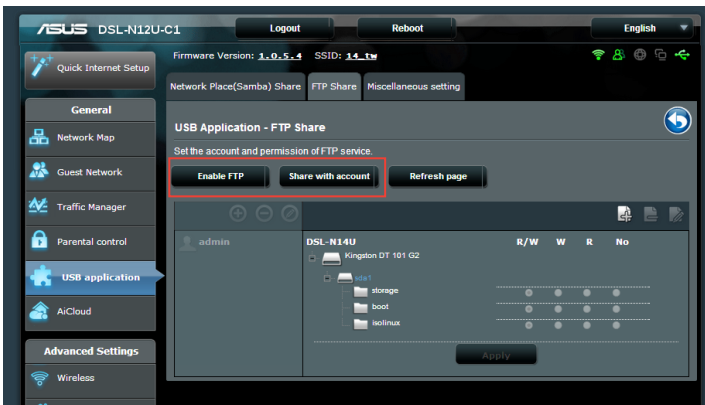 ASUS DSL-N12U-C1 Logout Reboot English
Quick Internet Setup
Firmware Version: 1.0.5.4 SSID: 14_tw
Network Place(Samba) Share FTP Share Miscellaneous setting
General
Network Map
Guest Network
Traffic Manager
Parental control
USB application
AiCloud
Advanced Settings
Wireless
USB Application - FTP Share
Set the account and permission of FTP service.
Enable FTP Share with account Refresh page
admin
DSL-N14U R/W W R No
Kingston DT 101 G2
sda1
storage
boot
isolinux
Apply